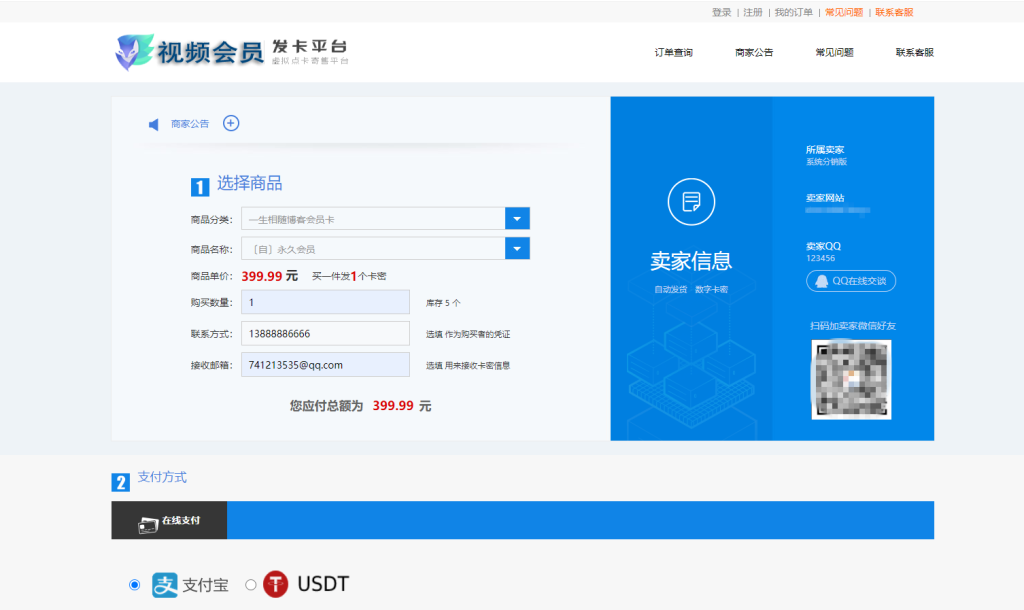 登录 | 注册 | 我的订单 | 常见问题 | 联系客服
视频会员 发卡平台
虚拟点卡寄售平台
订单查询 商家公告 常见问题 联系客服
商家公告
1 选择商品
商品分类： 一生相随博客会员卡
商品名称： 【自】永久会员
商品单价： 399.99 元 买一件发1个卡密
购买数量： 1 库存 5 个
联系方式： 13888886666 选填 作为购买者的凭证
接收邮箱： 741213535@qq.com 选填 用来接收卡密信息
您应付总额为 399.99 元
卖家信息
自动发货 数字卡密
所属卖家
系统分销版
卖家网站
卖家QQ
123456
QQ在线交谈
扫码加卖家微信好友
2 支付方式
在线支付
支 支付宝 USDT